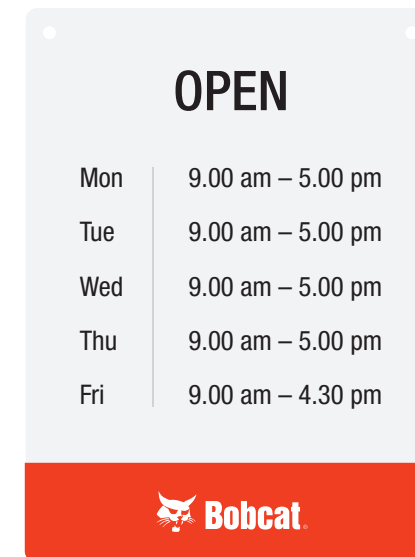 OPEN
Mon 9.00 am – 5.00 pm
Tue 9.00 am – 5.00 pm
Wed 9.00 am – 5.00 pm
Thu 9.00 am – 5.00 pm
Fri 9.00 am – 4.30 pm
Bobcat